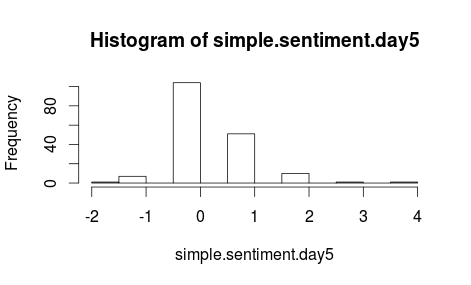 Histogram of simple.sentiment.day5
Frequency
80
40
0
-2 -1 0 1 2 3 4
simple.sentiment.day5